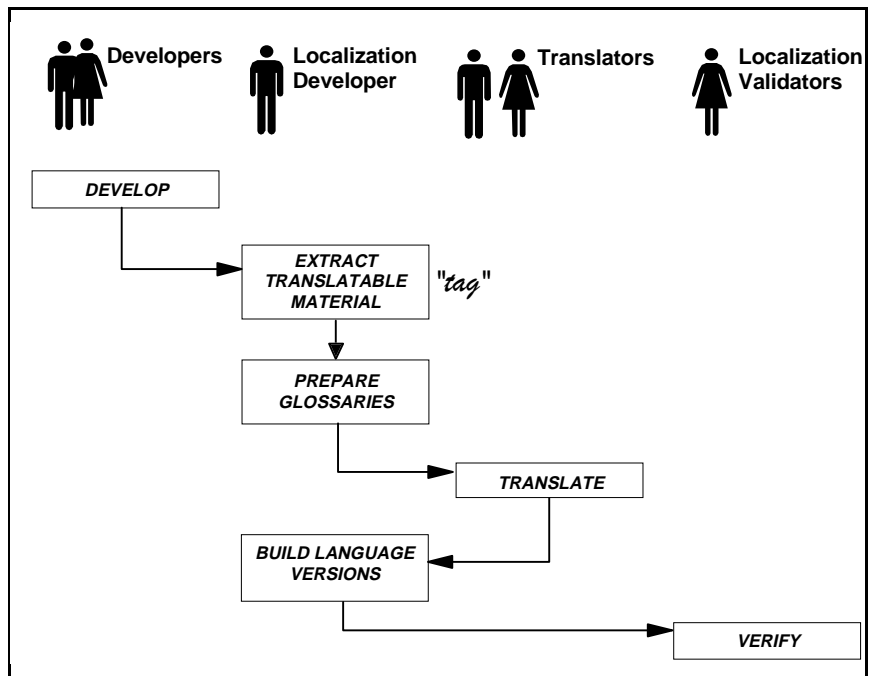 Developers
Localization
Developer
Translators
Localization
Validators
DEVELOP
EXTRACT
TRANSLATABLE
MATERIAL
"tag"
PREPARE
GLOSSARIES
TRANSLATE
BUILD LANGUAGE
VERSIONS
VERIFY